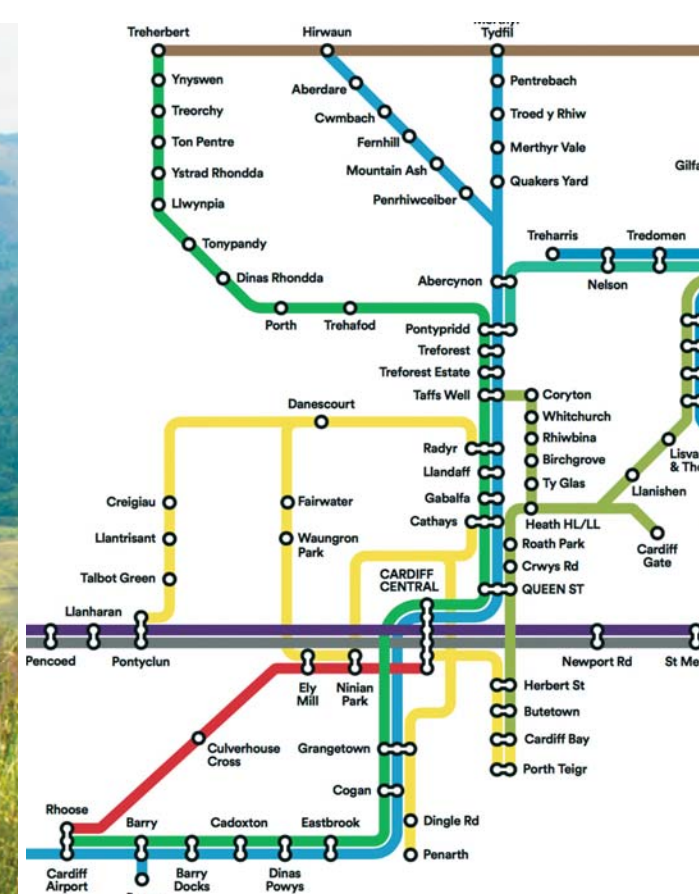 Tydfil
Treherbert
Hirwaun
Ynyswen
Treorchy
Ton Pentre
Ystrad Rhondda
Llwynpia
Tonypandy
Dinas Rhondda
Porth
Trehafod
Aberdare
Cwmbach
Fernhill
Mountain Ash
Penrhiwceiber
Pentrebach
Troed y Rhiw
Merthyr Vale
Quakers Yard
Treharris
Tredomen
Nelson
Abercynon
Pontypridd
Treforest
Treforest Estate
Taffs Well
Coryton
Whitchurch
Rhiwbina
Birchgrove
Ty Glas
Heath HL/LL
Llanishen
Cardiff
Gate
Danescourt
Radyr
Llandaff
Gabalfa
Cathays
Creigiau
Llantrisant
Talbot Green
Fairwater
Waungron
Park
Roath Park
Crwys Rd
QUEEN ST
CARDIFF
CENTRAL
Llanharan
Pencoed
Pontyclun
Newport Rd
Ely
Mill
Ninian
Park
Herbert St
Butetown
Cardiff Bay
Porth Teigr
Culverhouse
Cross
Grangetown
Cogan
Dingle Rd
Penarth
Rhoose
Barry
Cadoxton
Eastbrook
Cardiff
Airport
Barry
Docks
Dinas
Powys